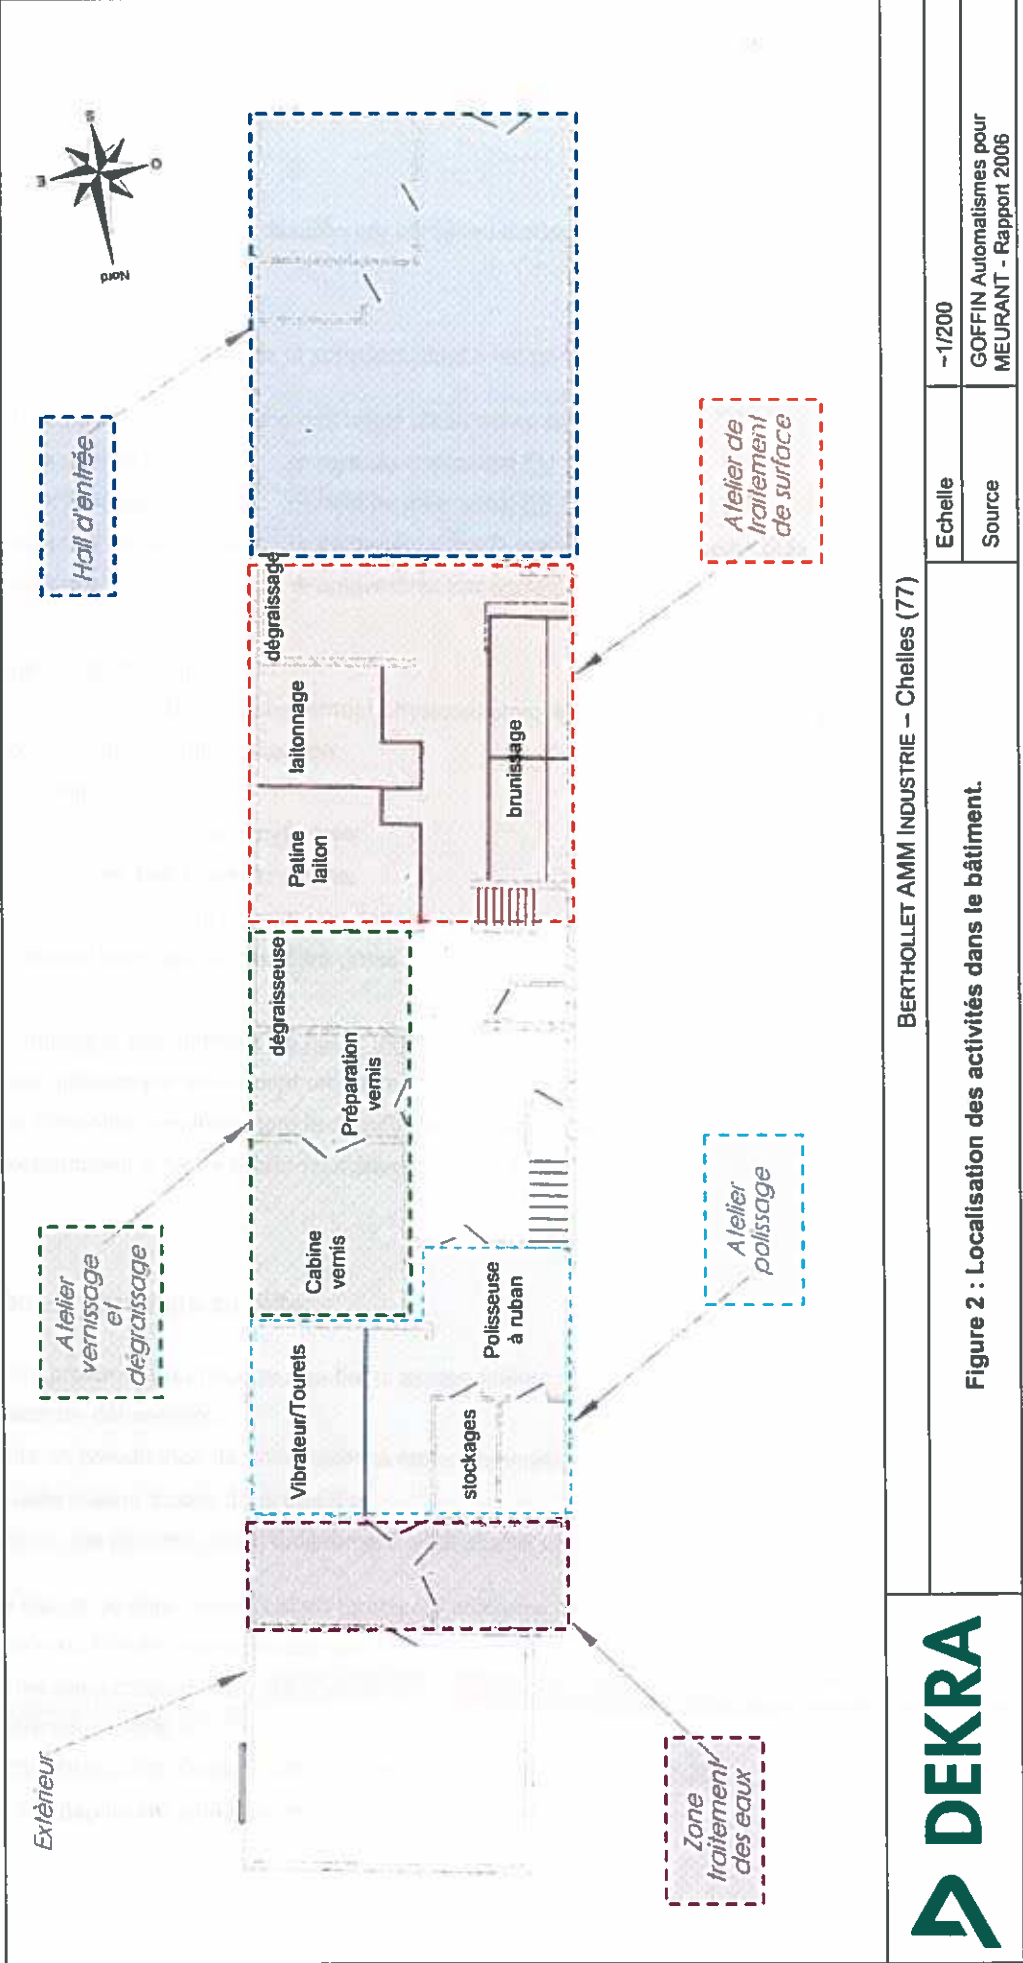 Extérieur
Atelier
vernissage
et
dégraissage
Hall d'entrée
E
S
O
Nord
Vibrateur/Tourets
stockages
Polisseuse
à ruban
Cabine
vernis
Préparation
vernis
dégraisseuse
Patine
laiton
laitonnage
dégraissage
brunissage
Zone
traitement
des eaux
Atelier
polissage
Atelier de
traitement
de surface
DEKRA
BERTHOLLET AMM INDUSTRIE – Chelles (77)
Figure 2 : Localisation des activités dans le bâtiment.
Echelle
~1/200
Source
GOFFIN Automatismes pour
MEURANT - Rapport 2006